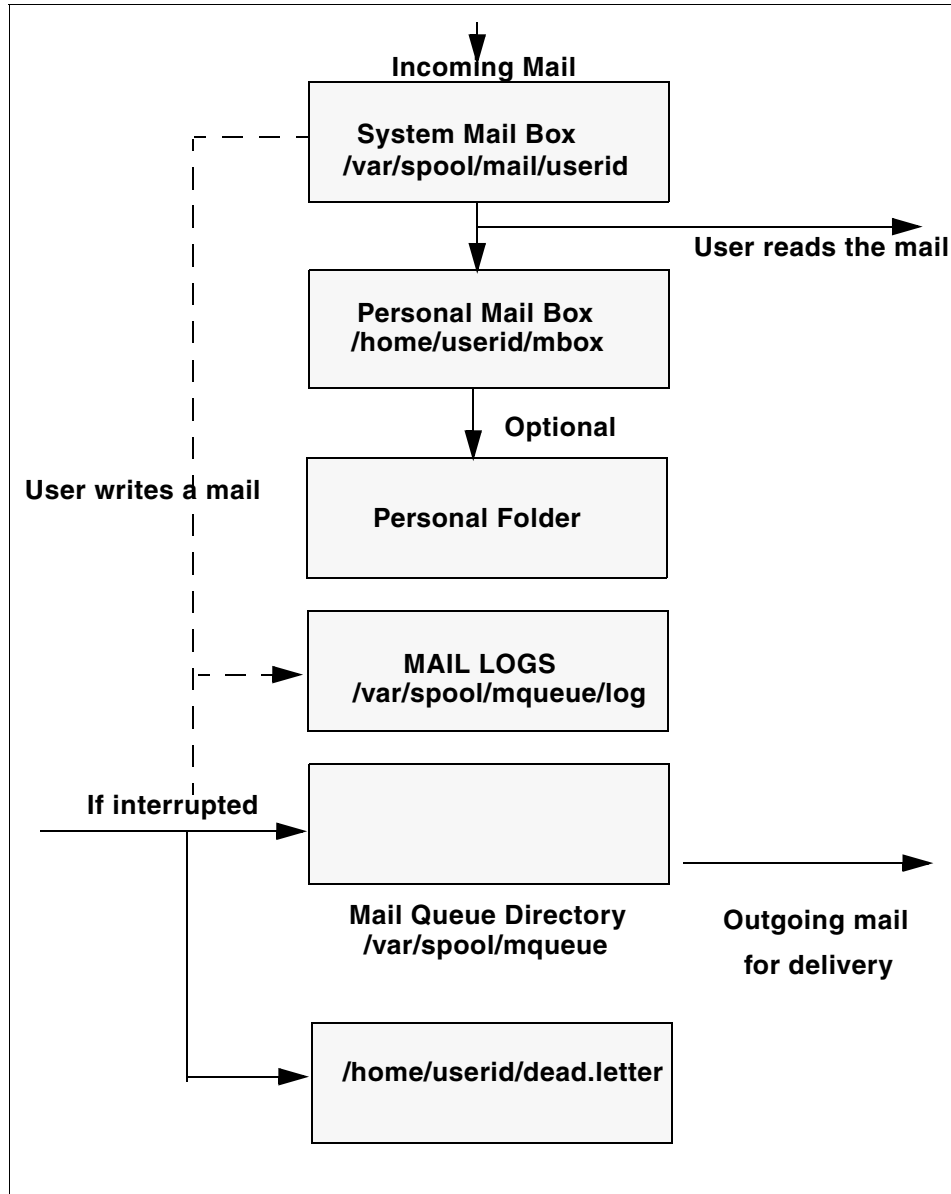 Incoming Mail
System Mail Box
/var/spool/mail/userid
User reads the mail
Personal Mail Box
/home/userid/mbox
Optional
User writes a mail
Personal Folder
MAIL LOGS
/var/spool/mqueue/log
If interrupted
Mail Queue Directory
/var/spool/mqueue
Outgoing mail
for delivery
/home/userid/dead.letter